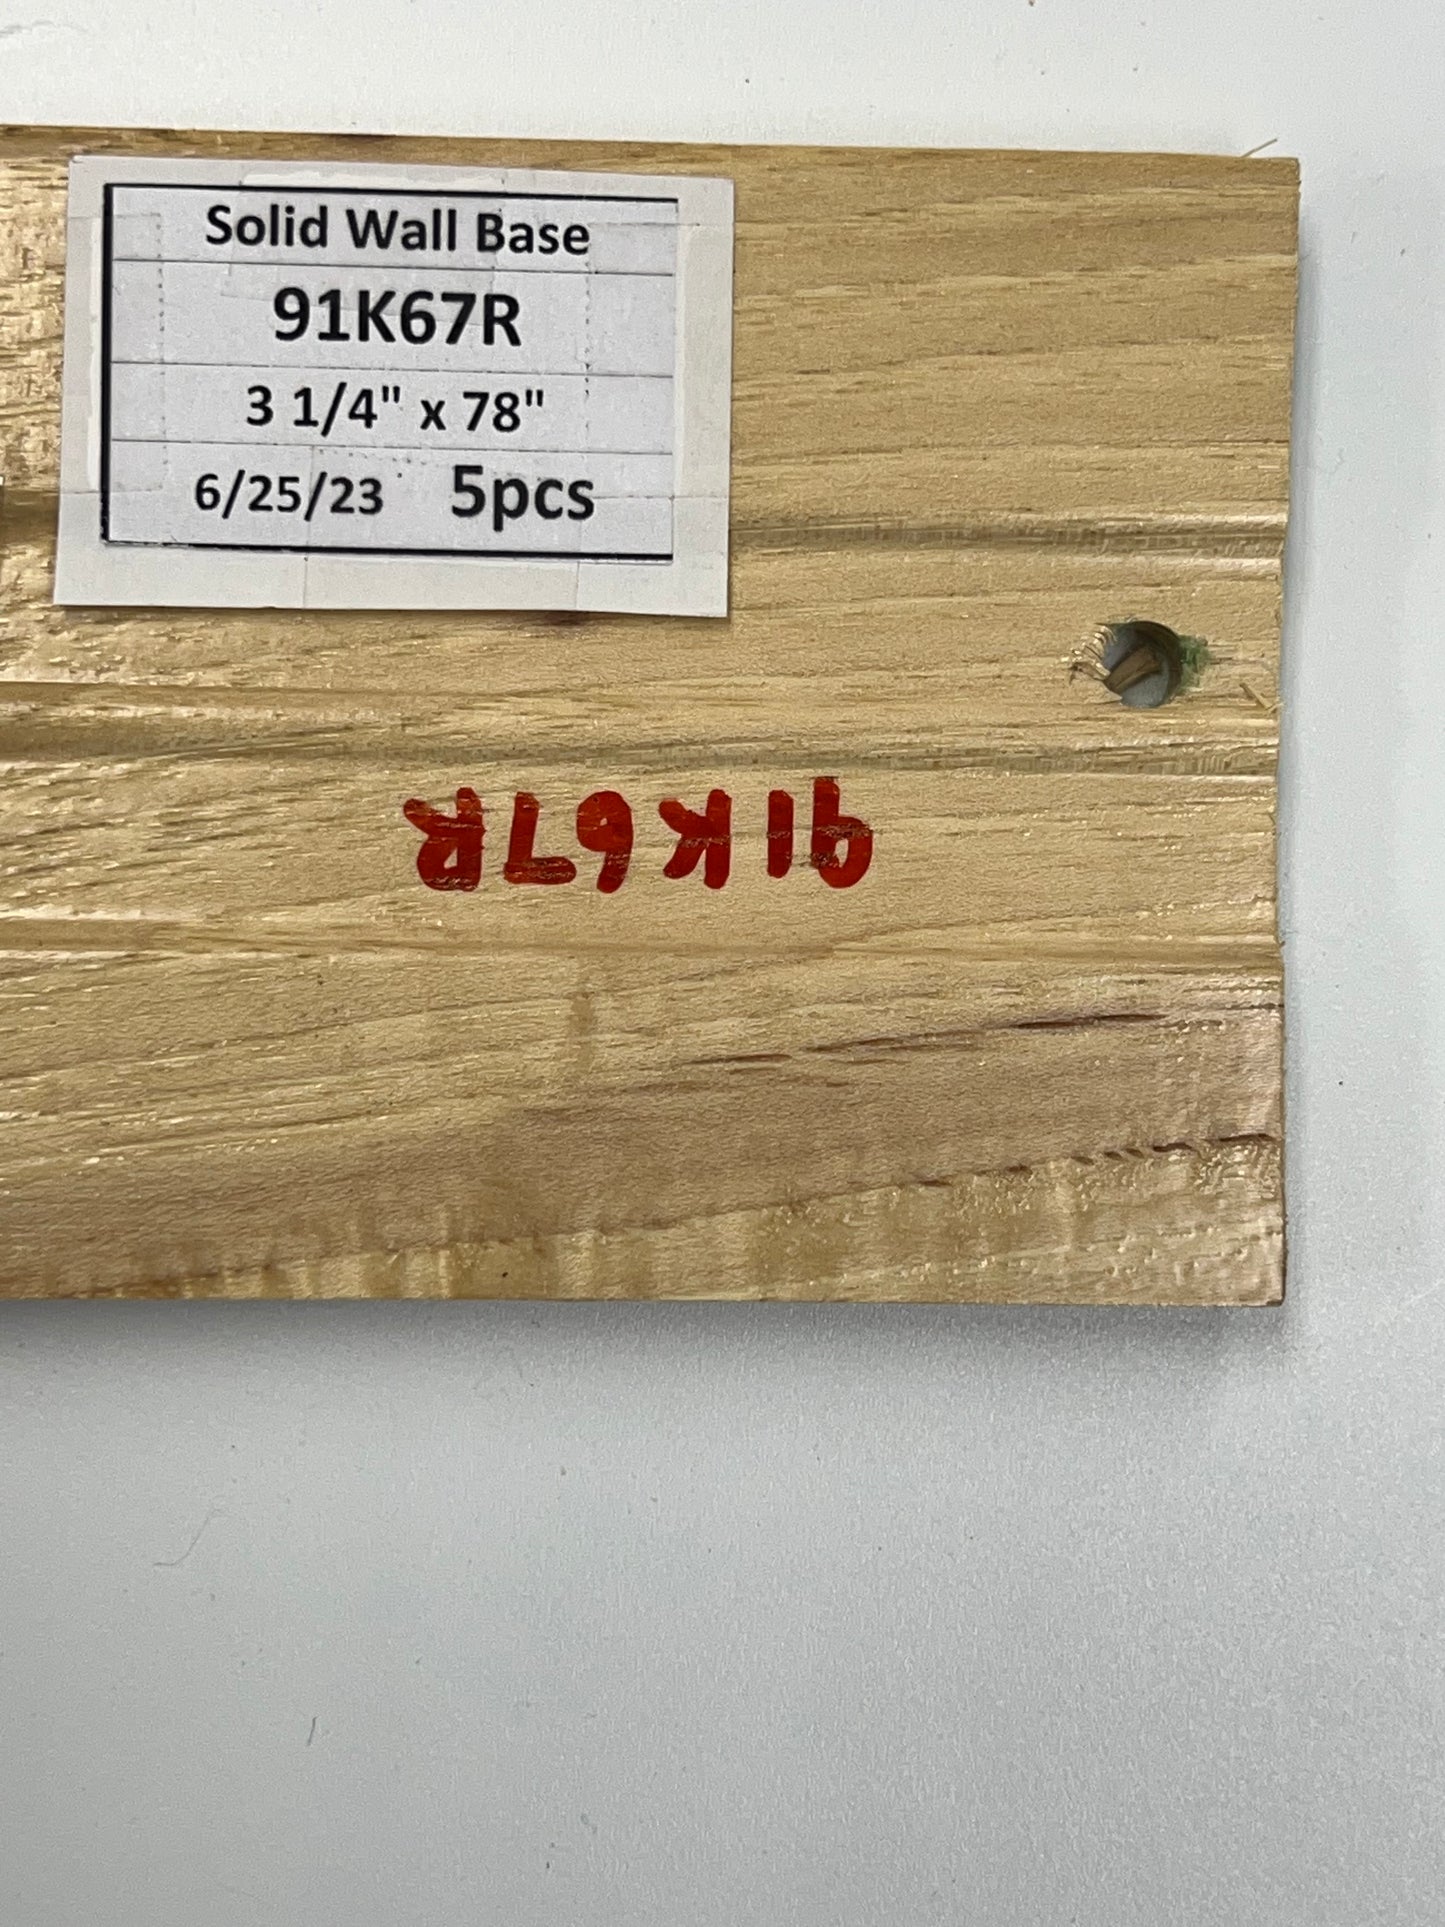 Solid Wall Base
91K67R
3 1/4" x 78"
6/25/23 5pcs
91K67R